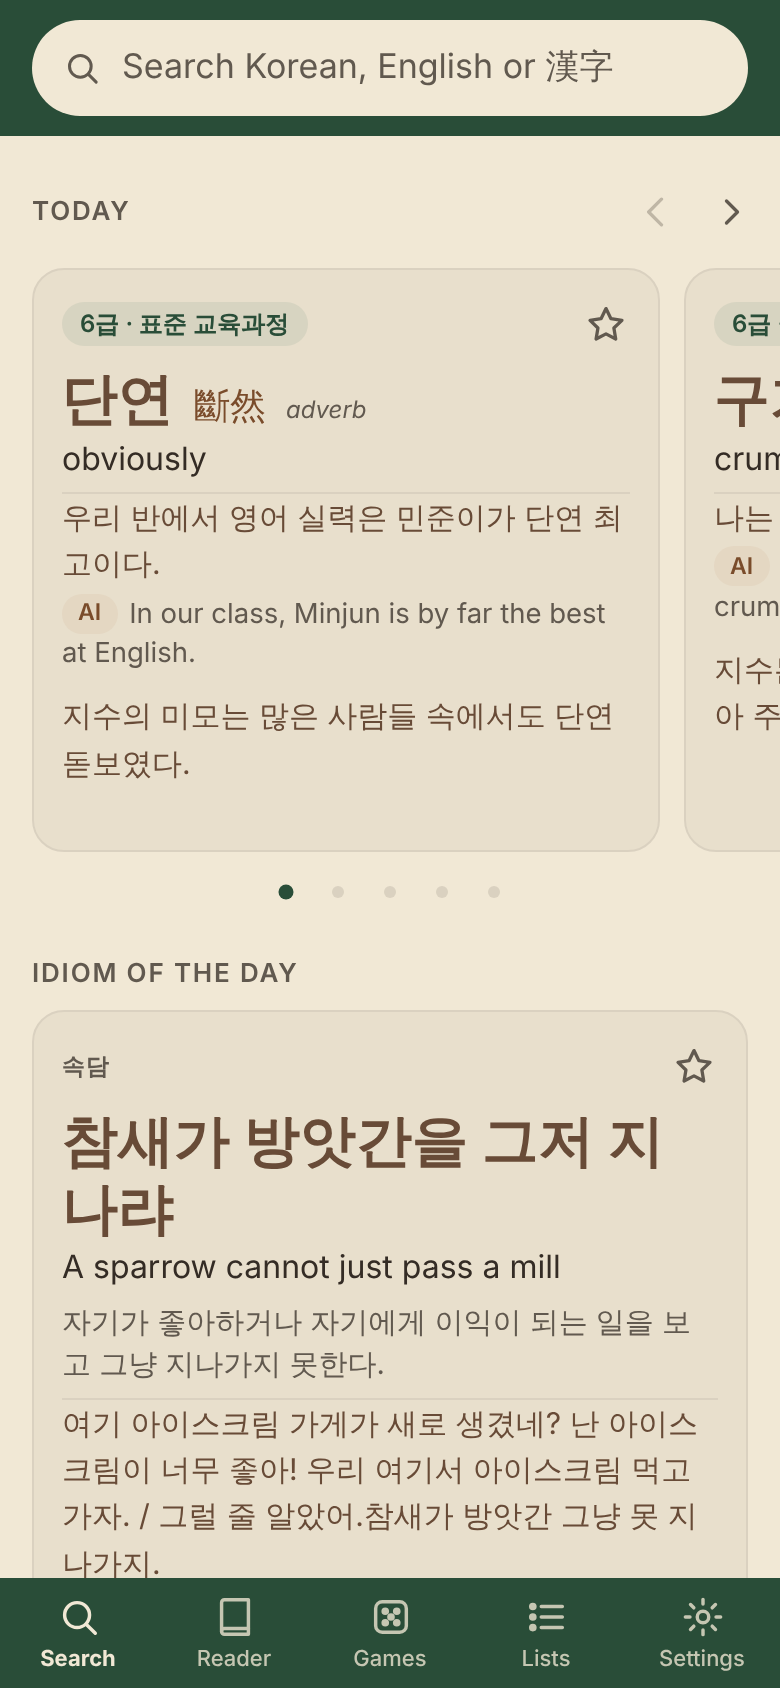 Search Korean, English or 漢字
TODAY
6급 · 표준 교육과정
단연 斷然 adverb
obviously
우리 반에서 영어 실력은 민준이가 단연 최
고이다.
AI In our class, Minjun is by far the best
at English.
지수의 미모는 많은 사람들 속에서도 단연
돋보였다.
6급
구
crum
나는
AI
crum
지수
아 주
IDIOM OF THE DAY
속담
참새가 방앗간을 그저 지
나랴
A sparrow cannot just pass a mill
자기가 좋아하거나 자기에게 이익이 되는 일을 보
고 그냥 지나가지 못한다.
여기 아이스크림 가게가 새로 생겼네? 난 아이스
크림이 너무 좋아! 우리 여기서 아이스크림 먹고
가자. / 그럴 줄 알았어.참새가 방앗간 그냥 못 지
나가지.
Search
Reader
Games
Lists
Settings